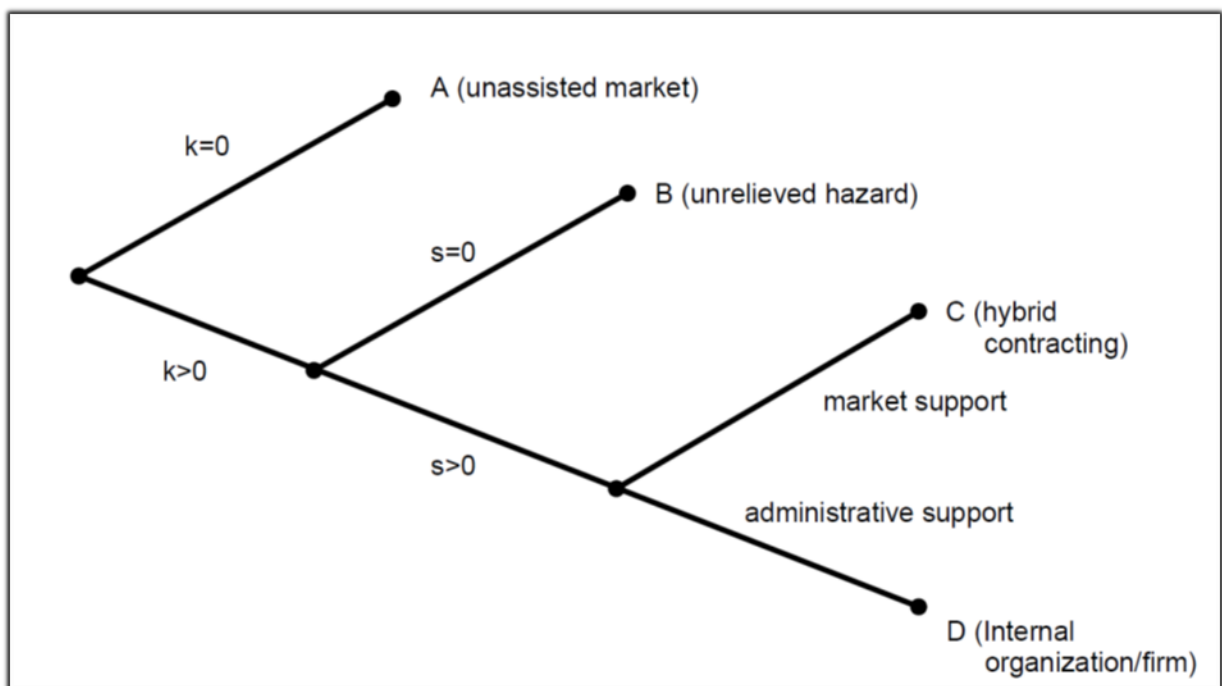 A (unassisted market)
k=0
B (unrelieved hazard)
s=0
C (hybrid
contracting)
k>0
market support
s>0
administrative support
D (Internal
organization/firm)